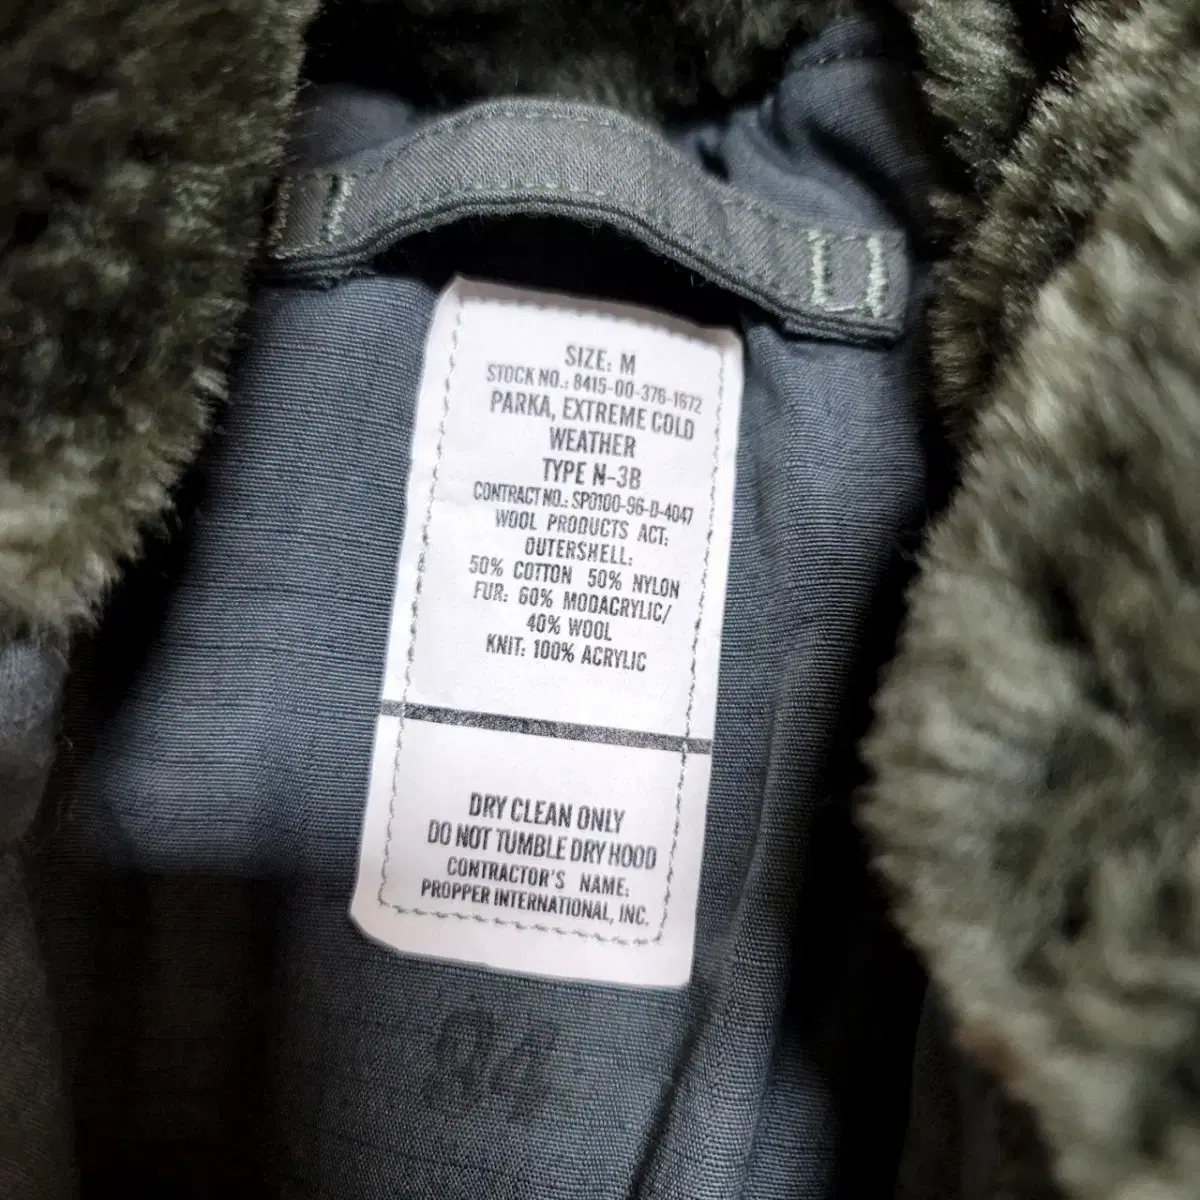 SIZE: M
STOCK NO.: 8415-00-376-1672
PARKA, EXTREME COLD
WEATHER
TYPE N-3B
CONTRACT NO.: SP0100-96-D-4047
WOOL PRODUCTS ACT:
OUTERSHELL:
50% COTTON 50% NYLON
FUR: 60% MODACRYLIC/
40% WOOL
KNIT: 100% ACRYLIC
DRY CLEAN ONLY
DO NOT TUMBLE DRY HOOD
CONTRACTOR'S NAME:
PROPPER INTERNATIONAL, INC.